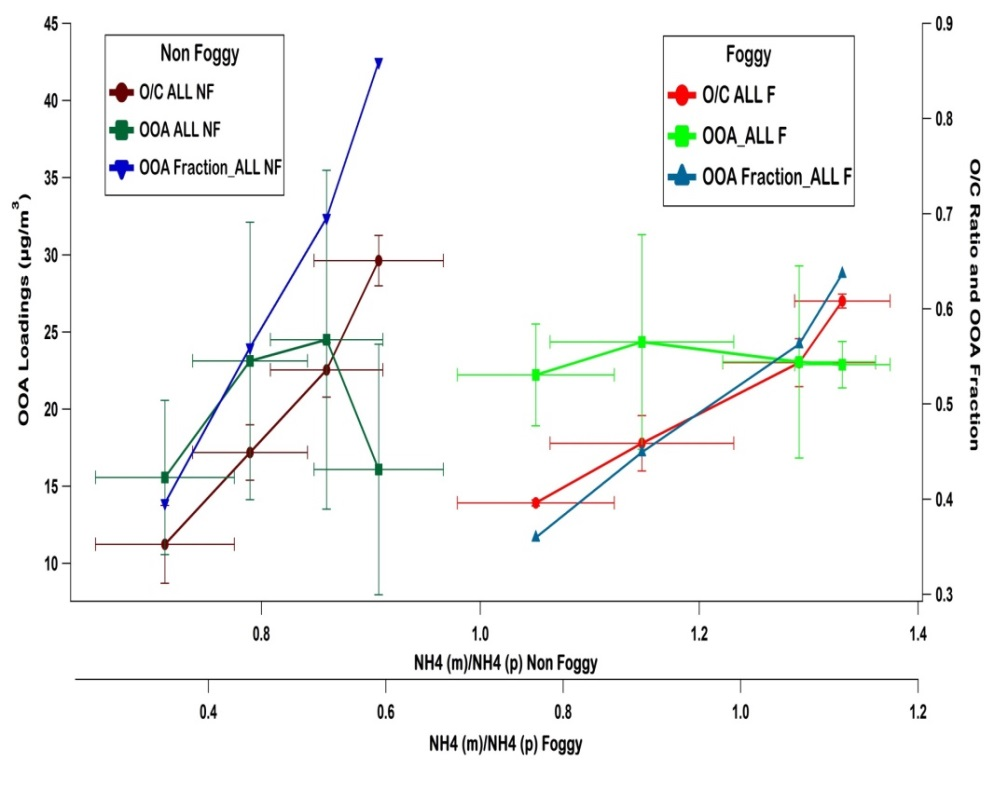 45
40
35
30
25
20
15
10
OOA Loadings (µg/m³)
Non Foggy
O/C ALL NF
OOA ALL NF
OOA Fraction_ALL NF
Foggy
O/C ALL F
OOA_ALL F
OOA Fraction_ALL F
0.9
0.8
0.7
0.6
0.5
0.4
0.3
O/C Ratio and OOA Fraction
0.8 1.0 1.2 1.4
NH4 (m)/NH4 (p) Non Foggy
0.4 0.6 0.8 1.0 1.2
NH4 (m)/NH4 (p) Foggy